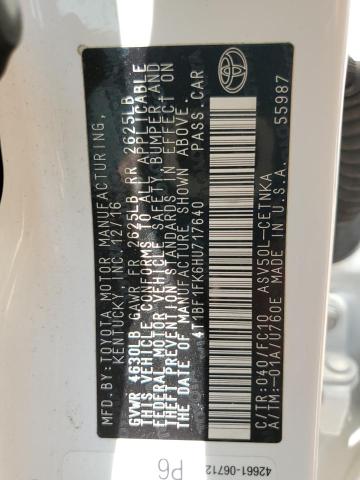 MFD.BY:TOYOTA MOTOR MANUFACTURING,
KENTUCKY, INC. 12/16
GVWR 4630LB GAWR FR 2625LB RR 2625LB
THIS VEHICLE CONFORMS TO ALL APPLICABLE
FEDERAL MOTOR VEHICLE SAFETY, BUMPER, AND
THEFT PREVENTION STANDARDS IN EFFECT ON
THE DATE OF MANUFACTURE SHOWN ABOVE.
4T1BF1FK6HU717640 PASS.CAR
C/TR:040/FC10 ASV50L-CETNKA
A/TM:-01A/U760E MADE IN U.S.A.
55987
42661-06712
P6